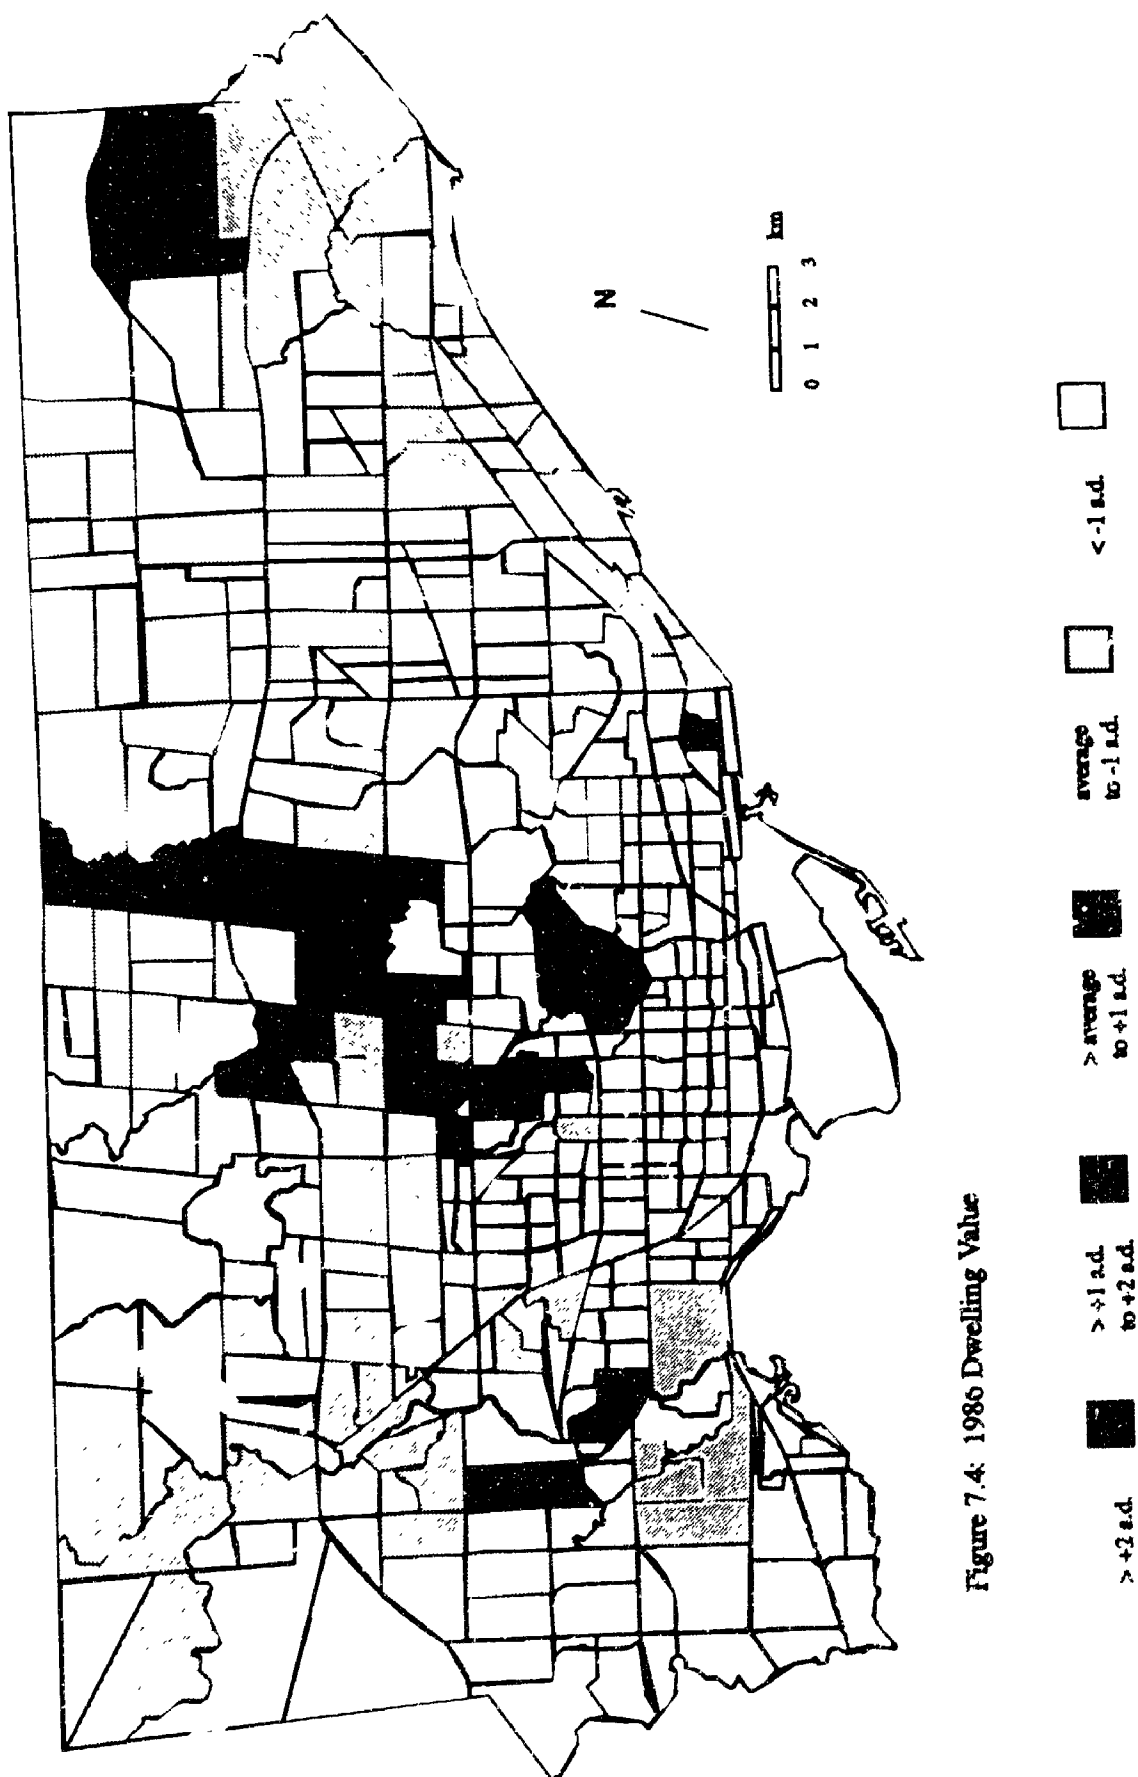 N
km
0 1 2 3
Figure 7.4: 1986 Dwelling Value
> +2 s.d.
> +1 s.d.
to +2 s.d.
> average
to +1 s.d.
average
to -1 s.d.
< -1 s.d.